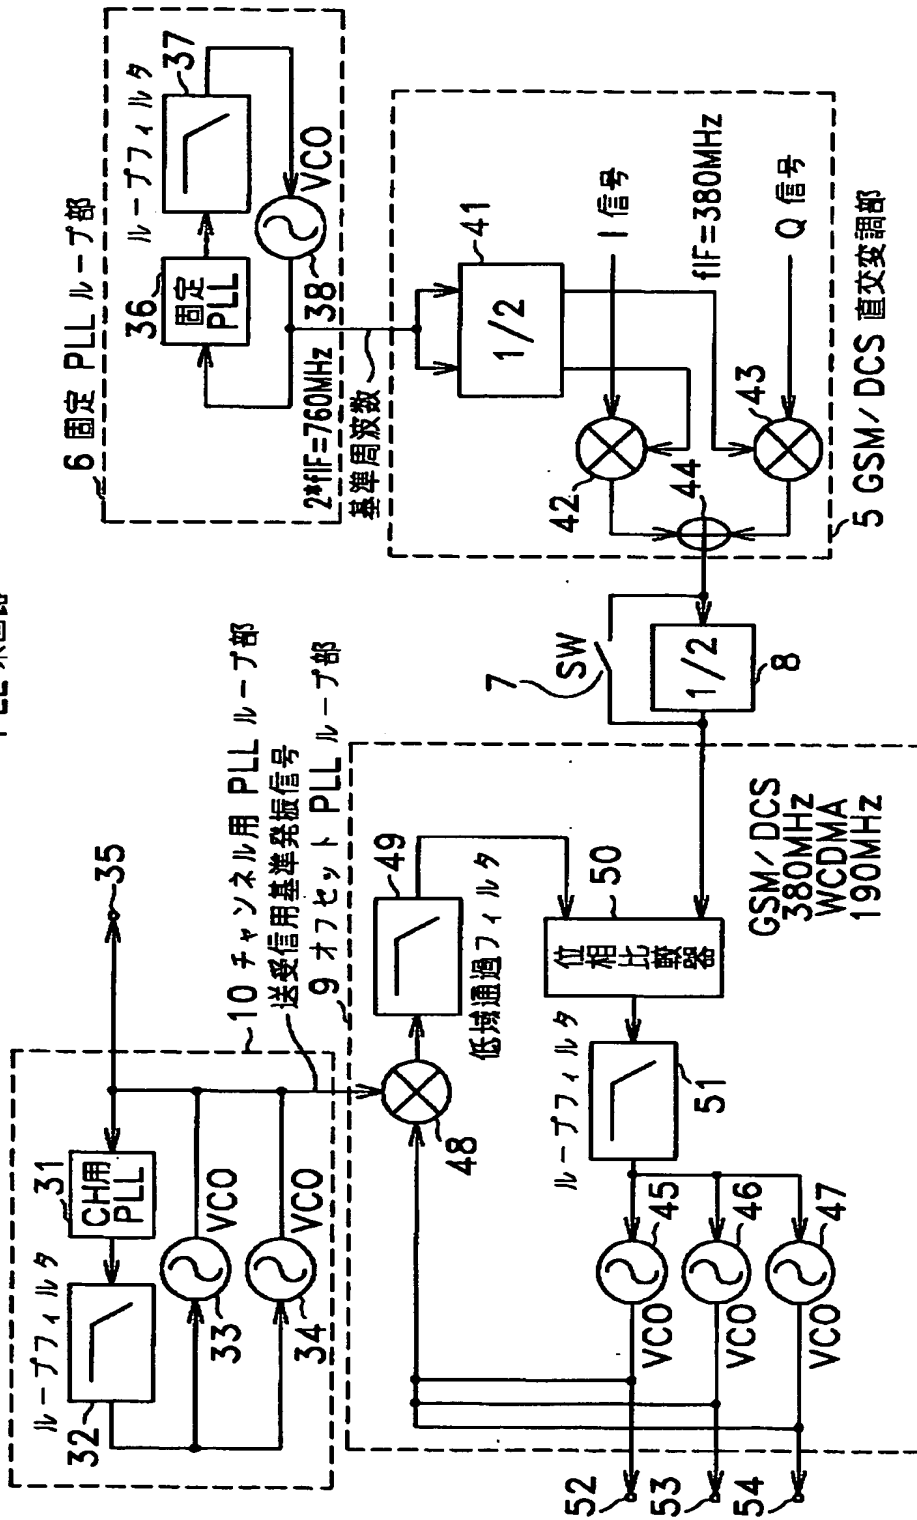 6 固定 PLL ループ部
36
固定
PLL
ループフィルタ
37
VCO
38
2*fIF=760MHz
基準周波数
41
1/2
I 信号
fIF=380MHz
Q 信号
42
43
44
5 GSM/DCS 直交変調部
7
SW
1/2
8
10 チャンネル用 PLL ループ部
送受信用基準発振信号
9 オフセット PLL ループ部
35
31
CH用
PLL
ループフィルタ
32
33
VCO
34
VCO
48
49
低域通過フィルタ
50
位相比較器
ループフィルタ
51
GSM/DCS
380MHz
WCDMA
190MHz
45
VCO
46
VCO
47
VCO
52
53
54